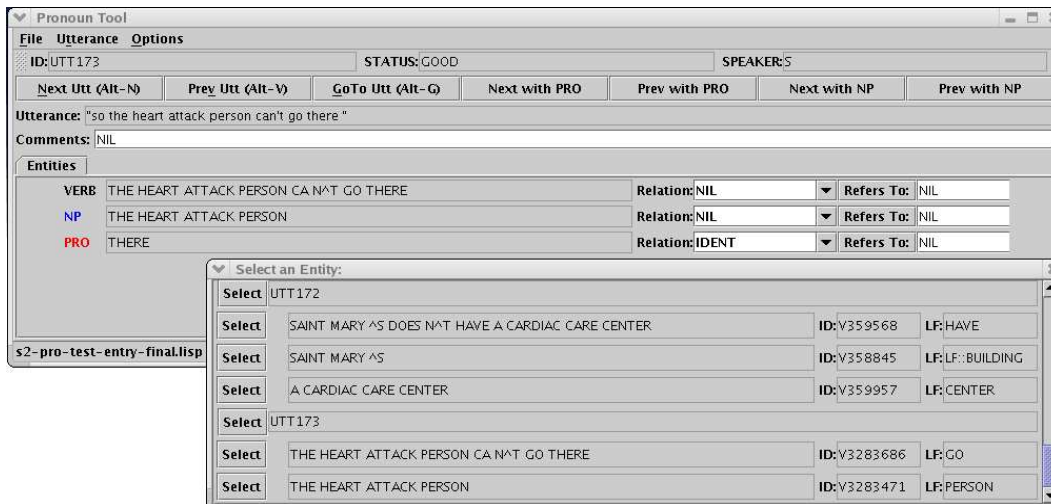 Pronoun Tool
File Utterance Options
ID: UTT173 STATUS: GOOD SPEAKER: S
Next Utt (Alt-N) Prev Utt (Alt-V) GoTo Utt (Alt-G) Next with PRO Prev with PRO Next with NP Prev with NP
Utterance: "so the heart attack person can't go there "
Comments: NIL
Entities
VERB THE HEART ATTACK PERSON CA N^T GO THERE Relation: NIL Refers To: NIL
NP THE HEART ATTACK PERSON Relation: NIL Refers To: NIL
PRO THERE Relation: IDENT Refers To: NIL
Select an Entity:
Select UTT172
Select SAINT MARY ^S DOES N^T HAVE A CARDIAC CARE CENTER ID: V359568 LF: HAVE
Select SAINT MARY ^S ID: V358845 LF: LF::BUILDING
Select A CARDIAC CARE CENTER ID: V359957 LF: CENTER
Select UTT173
Select THE HEART ATTACK PERSON CA N^T GO THERE ID: V3283686 LF: GO
Select THE HEART ATTACK PERSON ID: V3283471 LF: PERSON
s2-pro-test-entry-final.lisp